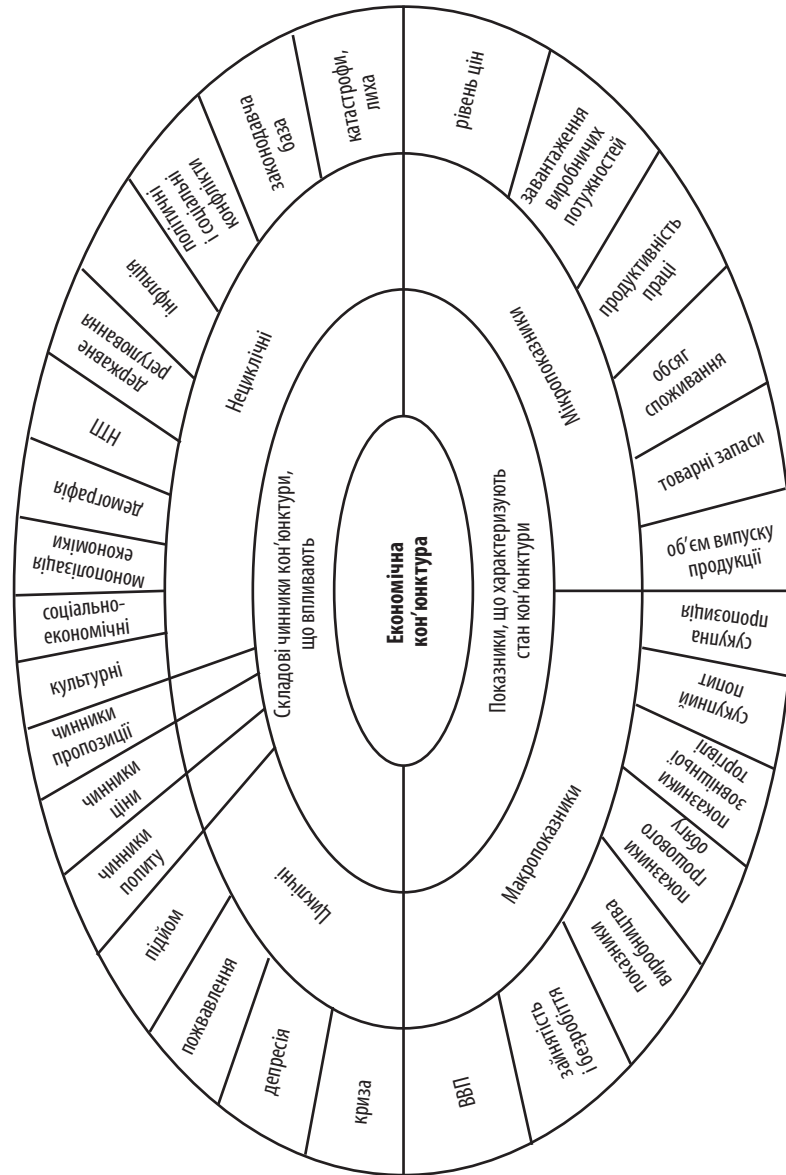 Економічна
кон’юнктура
Складові чинники кон’юнктури,
що впливають
Показники, що характеризують
стан кон’юнктури
Циклічні
Нециклічні
Макропоказники
Мікропоказники
криза
депресія
пожвавлення
підйом
чинники
попиту
чинники
ціни
чинники
пропозиції
культурні
соціально-
економічні
монополізація
економіки
демографія
НТП
державне
регулювання
інфляція
політичні
і соціальні
конфлікти
законодавча
база
катастрофи,
лиха
рівень цін
завантаження
виробничих
потужностей
продуктивність
праці
обсяг
споживання
товарні запаси
об’єм випуску
продукції
сукупна
пропозиція
сукупний
попит
показники
зовнішньої
торгівлі
показники
грошового
обягу
показники
виробництва
зайнятість
і безробіття
ВВП